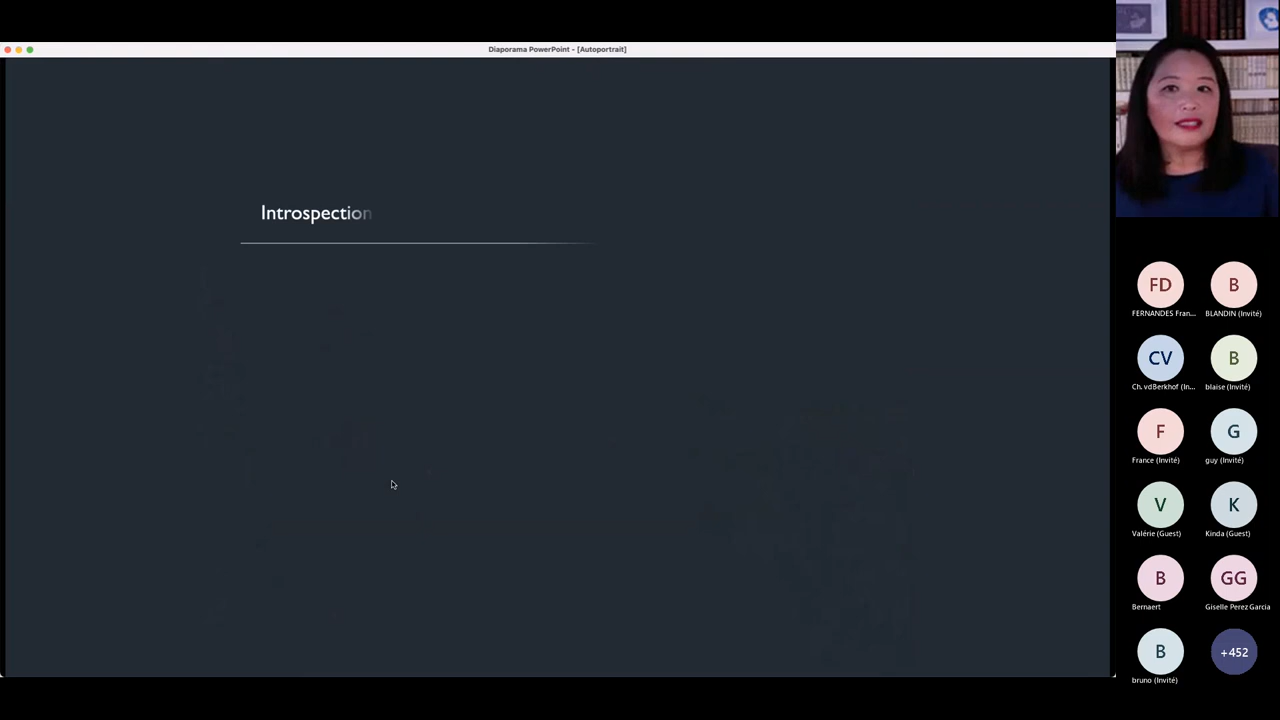 Diaporama PowerPoint - [Autoportrait]
Introspection
FD
B
FERNANDES Fran...
BLANDIN (Invité)
CV
B
Ch. vdBerkhof (In...
blaise (Invité)
F
G
France (Invité)
guy (Invité)
V
K
Valérie (Guest)
Kinda (Guest)
B
GG
Bernaert
Giselle Perez Garcia
B
+452
bruno (Invité)